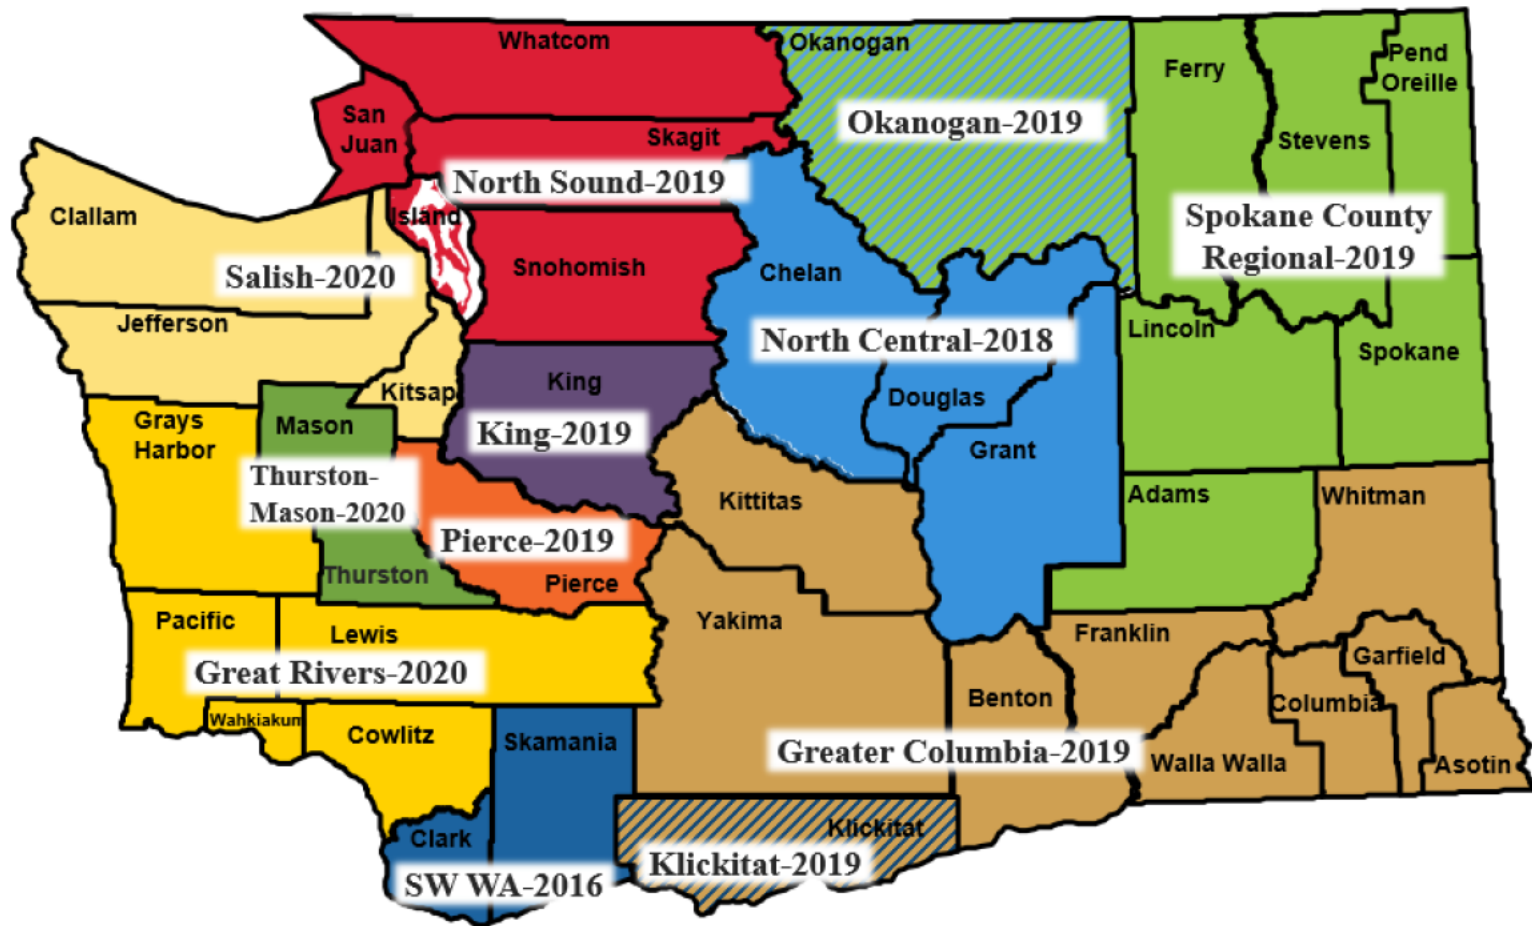 Whatcom
Okanogan
Ferry
Pend
Oreille
San
Juan
Skagit
Okanogan-2019
Stevens
North Sound-2019
Clallam
Island
Spokane County
Regional-2019
Salish-2020
Snohomish
Chelan
Jefferson
North Central-2018
Lincoln
Spokane
Kitsap
King
Douglas
Grays
Harbor
Mason
King-2019
Grant
Thurston-
Mason-2020
Kittitas
Adams
Whitman
Pierce-2019
Thurston
Pierce
Pacific
Lewis
Yakima
Franklin
Garfield
Great Rivers-2020
Benton
Columbia
Wahkiakum
Cowlitz
Skamania
Greater Columbia-2019
Walla Walla
Asotin
Clark
Klickitat
SW WA-2016
Klickitat-2019